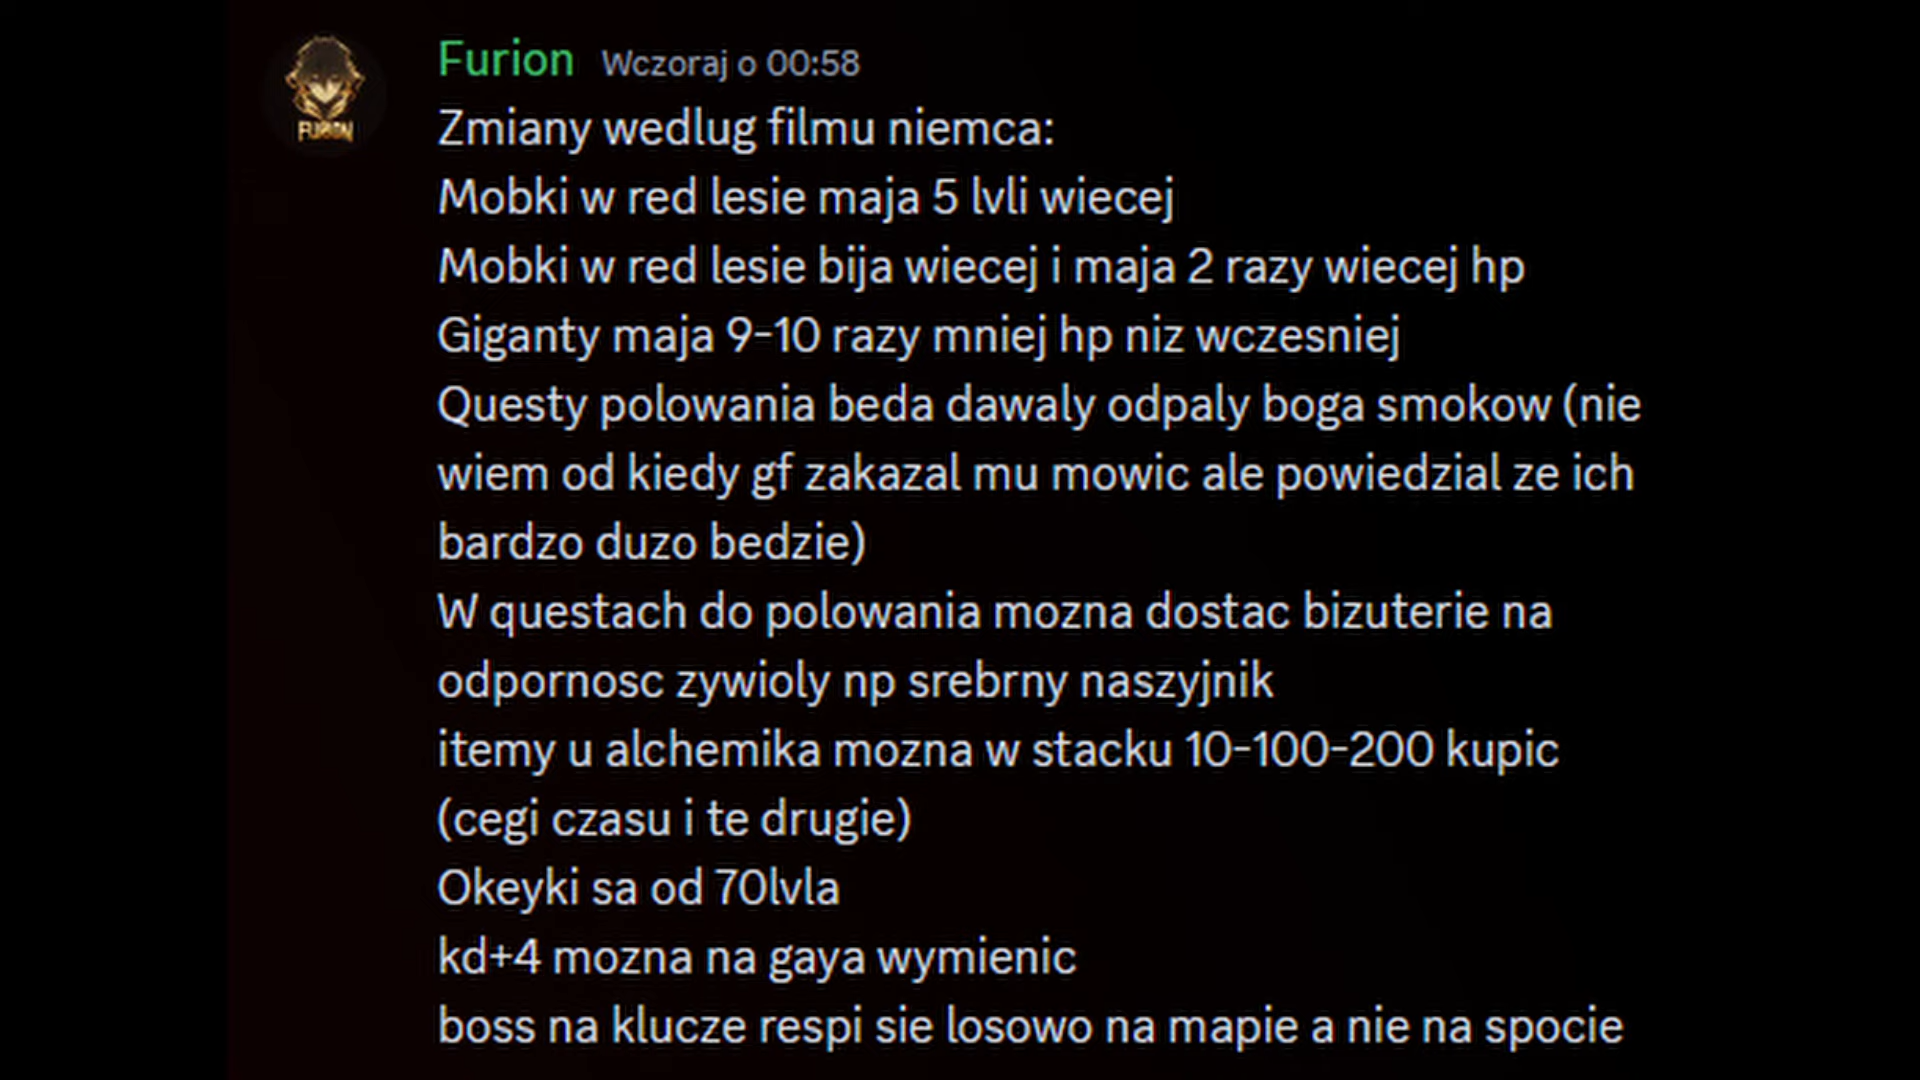 FURION
Furion Wczoraj o 00:58
Zmiany wedlug filmu niemca:
Mobki w red lesie maja 5 lvli wiecej
Mobki w red lesie bija wiecej i maja 2 razy wiecej hp
Giganty maja 9-10 razy mniej hp niz wczesniej
Questy polowania beda dawaly odpaly boga smokow (nie
wiem od kiedy gf zakazal mu mowic ale powiedzial ze ich
bardzo duzo bedzie)
W questach do polowania mozna dostac bizuterie na
odpornosc zywioly np srebrny naszyjnik
itemy u alchemika mozna w stacku 10-100-200 kupic
(cegi czasu i te drugie)
Okeyki sa od 70lvla
kd+4 mozna na gaya wymienic
boss na klucze respi sie losowo na mapie a nie na spocie